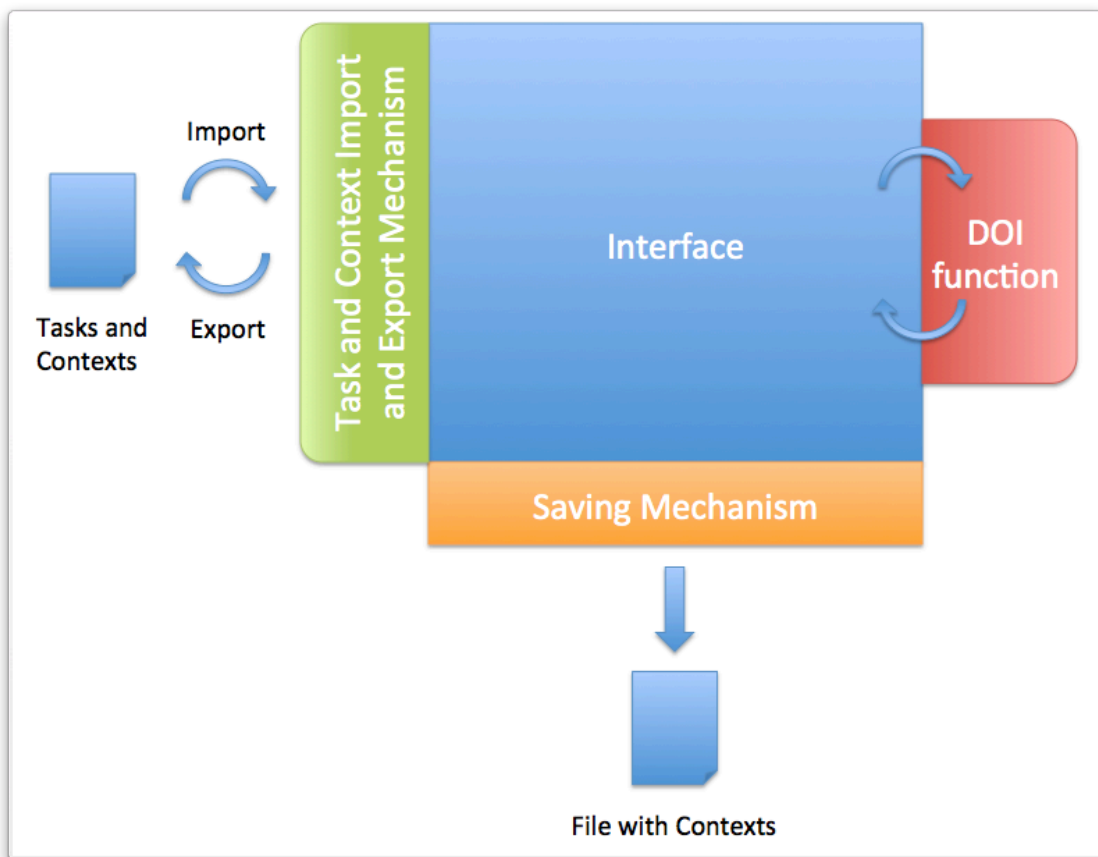 Import
Export
Tasks and
Contexts
Task and Context Import
and Export Mechanism
Interface
DOI
function
Saving Mechanism
File with Contexts